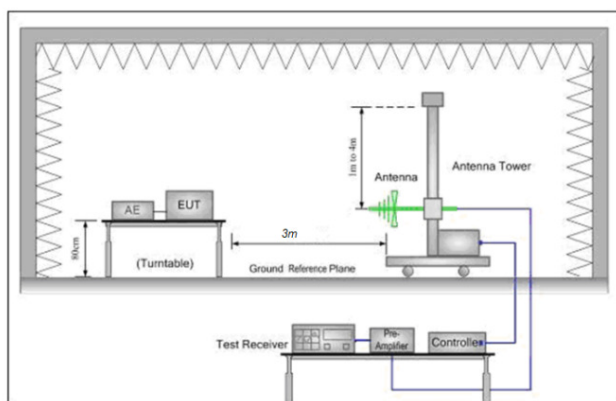 1m to 4m
Antenna
Antenna Tower
AE
EUT
80cm
(Turntable)
3m
Ground Reference Plane
Test Receiver
Pre-
Amplifier
Controller